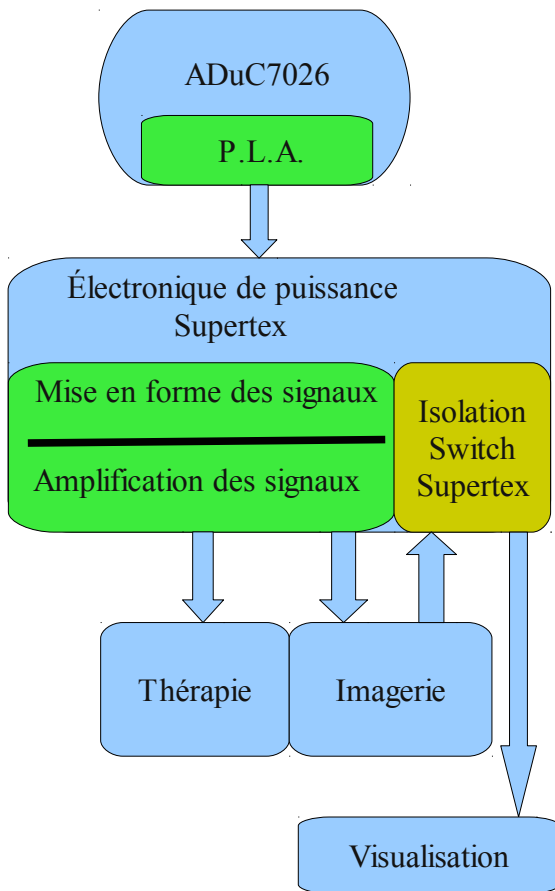 ADuC7026
P.L.A.
Électronique de puissance
Supertex
Mise en forme des signaux
Amplification des signaux
Isolation
Switch
Supertex
Thérapie
Imagerie
Visualisation